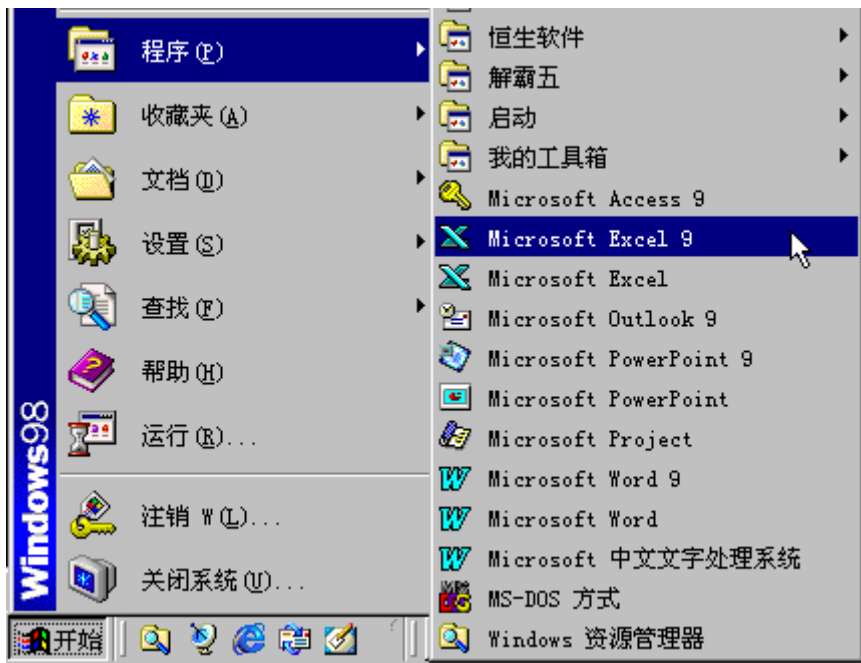 Windows98
程序(P)
收藏夹(A)
文档(D)
设置(S)
查找(F)
帮助(H)
运行(R)...
注销 W(L)...
关闭系统(U)...
开始
恒生软件
解霸五
启动
我的工具箱
Microsoft Access 9
Microsoft Excel 9
Microsoft Excel
Microsoft Outlook 9
Microsoft PowerPoint 9
Microsoft PowerPoint
Microsoft Project
Microsoft Word 9
Microsoft Word
Microsoft 中文文字处理系统
MS-DOS 方式
Windows 资源管理器